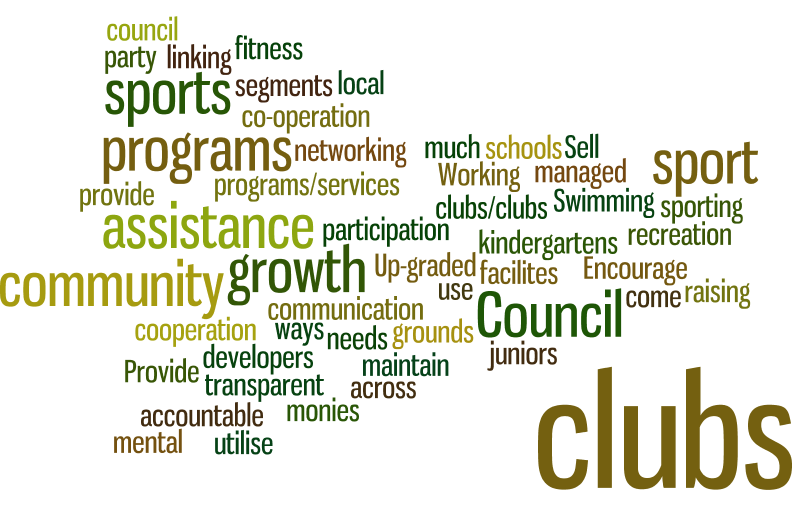 council
party linking fitness
sports segments local
co-operation
programs networking much schools Sell
Working managed sport
provide programs/services
clubs/clubs Swimming sporting
assistance participation
kindergartens recreation
community growth Up-graded facilites Encourage
use come raising
communication Council
cooperation ways needs grounds
juniors
Provide developers maintain
transparent across
accountable monies
mental utilise
clubs